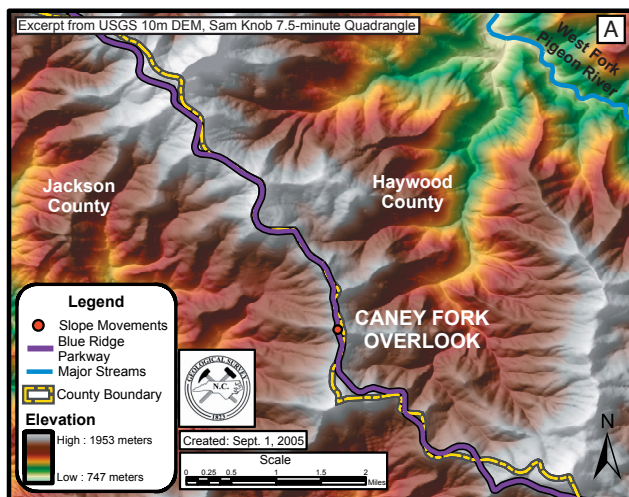 Excerpt from USGS 10m DEM, Sam Knob 7.5-minute Quadrangle
A
West Fork
Pigeon River
Jackson
County
Haywood
County
CANEY FORK
OVERLOOK
Legend
Slope Movements
Blue Ridge
Parkway
Major Streams
County Boundary
Elevation
High : 1953 meters
Low : 747 meters
GEOLOGICAL SURVEY
N.C.
1823
Created: Sept. 1, 2005
Scale
0 0.25 0.5 1 1.5 2
Miles
N